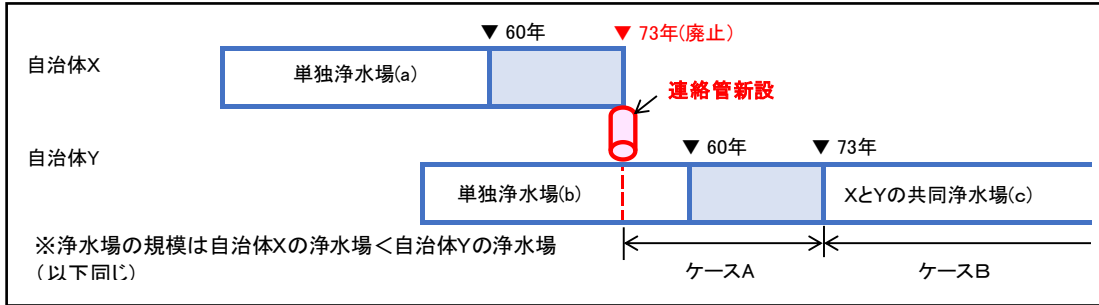 ▼ 60年
▼ 73年(廃止)
自治体X
単独浄水場(a)
連絡管新設
自治体Y
▼ 60年
▼ 73年
単独浄水場(b)
XとYの共同浄水場(c)
※浄水場の規模は自治体Xの浄水場<自治体Yの浄水場
(以下同じ)
ケースA
ケースB